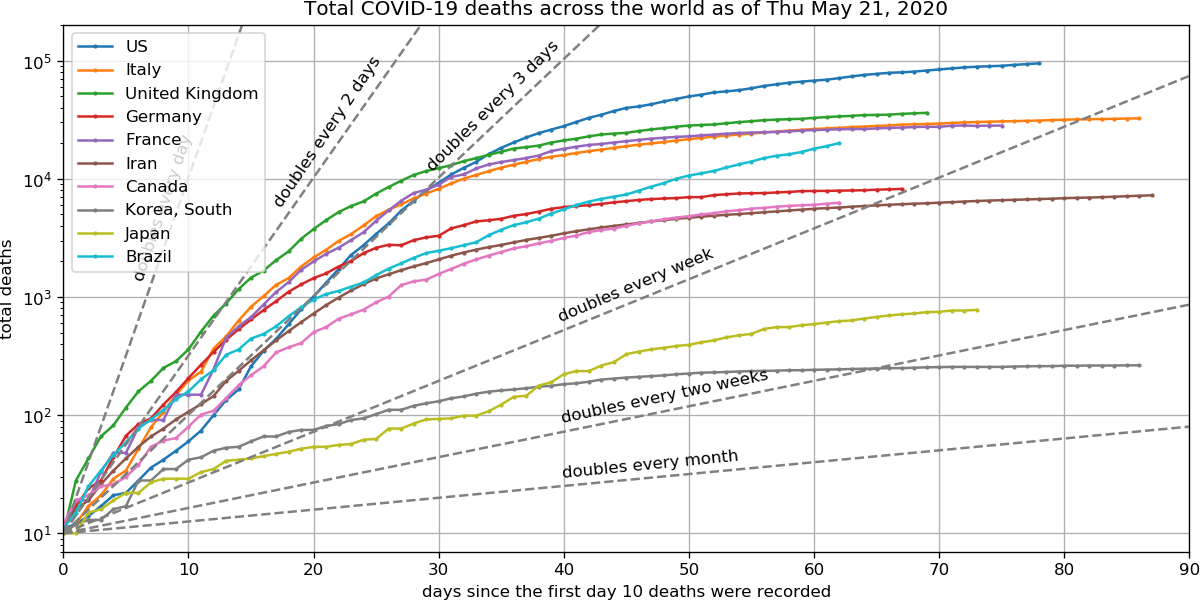 Total COVID-19 deaths across the world as of Thu May 21, 2020
total deaths
10⁵
10⁴
10³
10²
10¹
US
Italy
United Kingdom
Germany
France
Iran
Canada
Korea, South
Japan
Brazil
doubles every day
doubles every 2 days
doubles every 3 days
doubles every week
doubles every two weeks
doubles every month
0 10 20 30 40 50 60 70 80 90
days since the first day 10 deaths were recorded